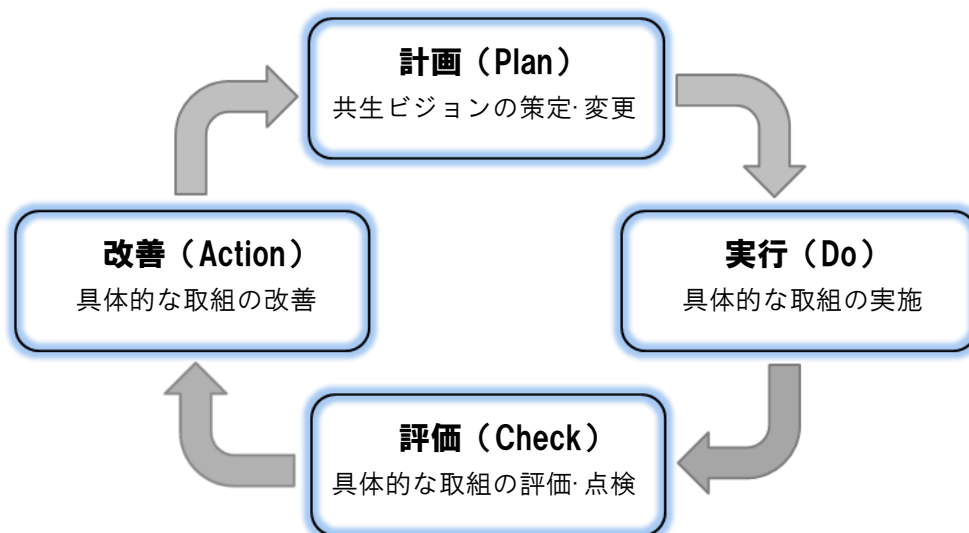 計画（Plan）
共生ビジョンの策定·変更
改善（Action）
具体的な取組の改善
実行（Do）
具体的な取組の実施
評価（Check）
具体的な取組の評価·点検